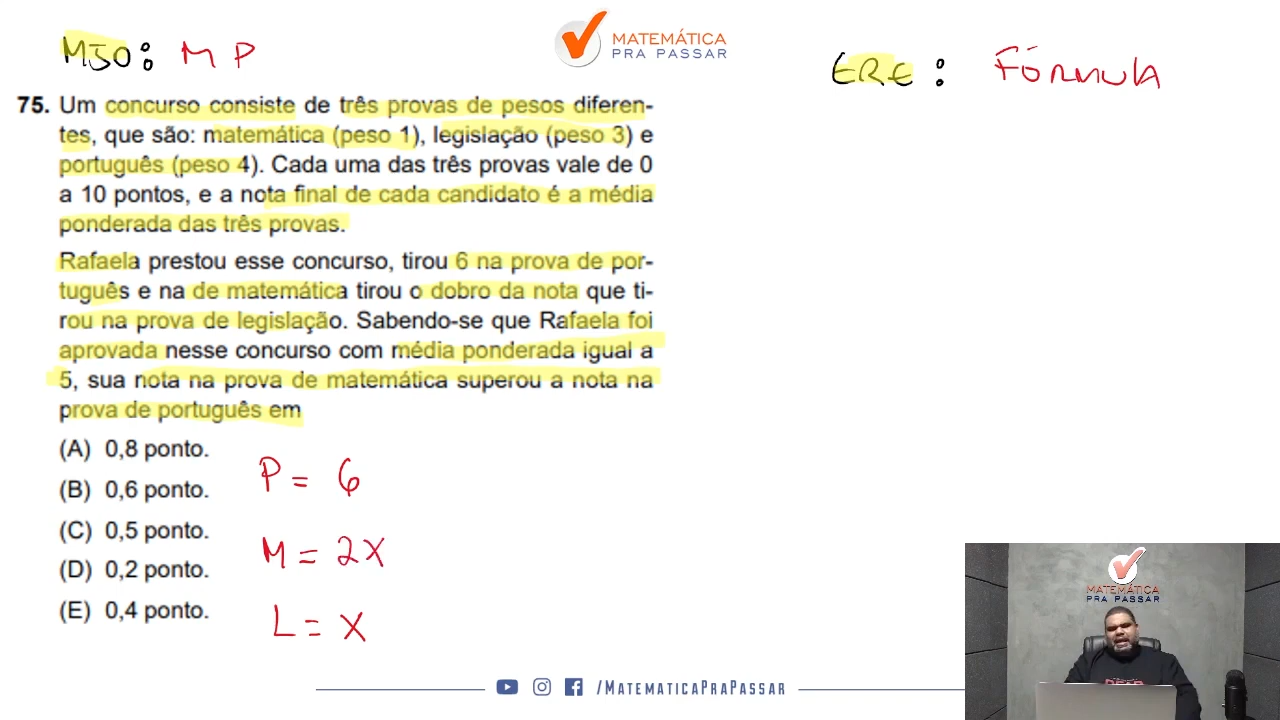 MJO: MP
MATEMÁTICA
PRA PASSAR
ERE: FÓRMULA
75. Um concurso consiste de três provas de pesos diferen-
tes, que são: matemática (peso 1), legislação (peso 3) e
português (peso 4). Cada uma das três provas vale de 0
a 10 pontos, e a nota final de cada candidato é a média
ponderada das três provas.
Rafaela prestou esse concurso, tirou 6 na prova de por-
tuguês e na de matemática tirou o dobro da nota que ti-
rou na prova de legislação. Sabendo-se que Rafaela foi
aprovada nesse concurso com média ponderada igual a
5, sua nota na prova de matemática superou a nota na
prova de português em
(A) 0,8 ponto.
(B) 0,6 ponto.
(C) 0,5 ponto.
(D) 0,2 ponto.
(E) 0,4 ponto.
P = 6
M = 2X
L = X
MATEMÁTICA
PRA PASSAR
/MATEMATICAPRAPASSAR